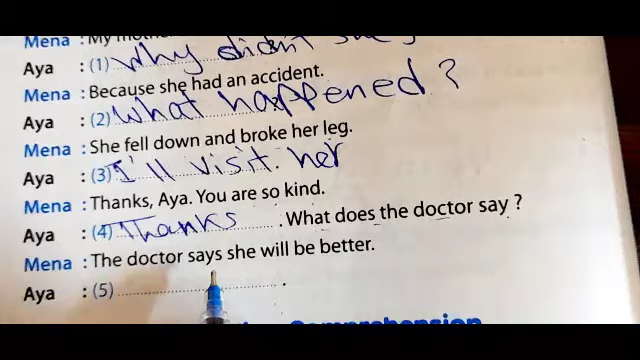 Mena : My mother
Aya : (1) Why didn't she
Mena : Because she had an accident.
Aya : (2) What happened?
Mena : She fell down and broke her leg.
Aya : (3) I'll visit her
Mena : Thanks, Aya. You are so kind.
Aya : (4) Thanks. What does the doctor say ?
Mena : The doctor says she will be better.
Aya : (5) .
Comprehension